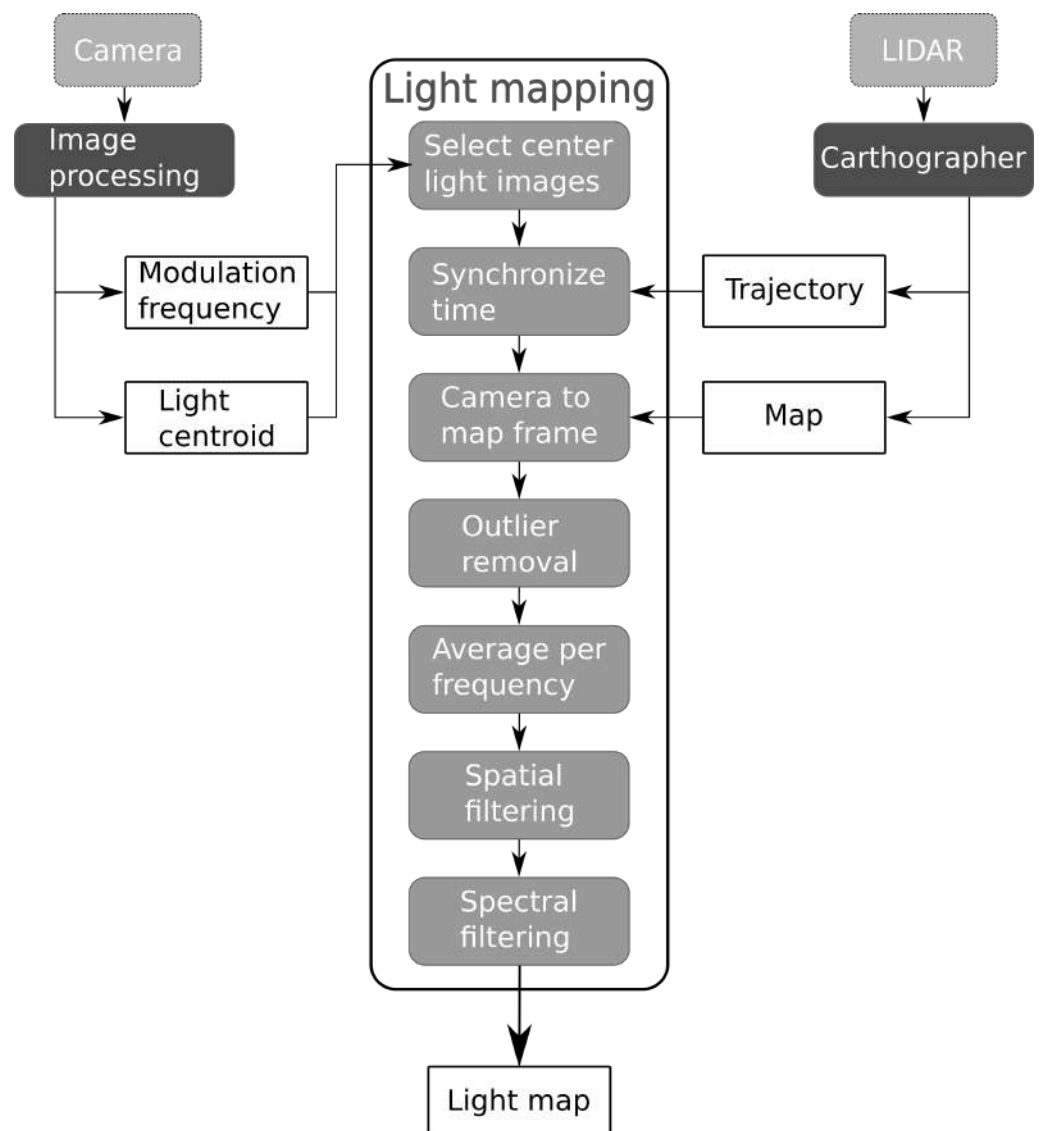 Camera
LIDAR
Light mapping
Image
processing
Select center
light images
Carthographer
Modulation
frequency
Synchronize
time
Trajectory
Light
centroid
Camera to
map frame
Map
Outlier
removal
Average per
frequency
Spatial
filtering
Spectral
filtering
Light map